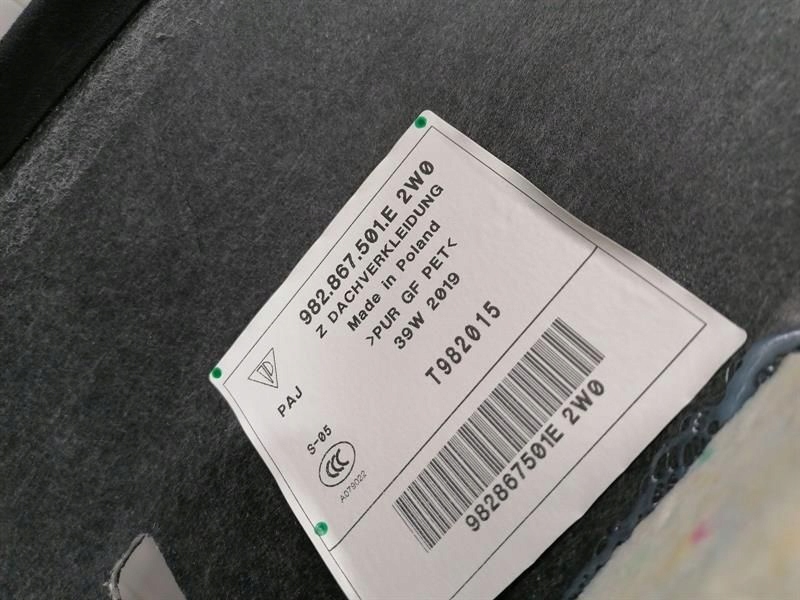 982.867.501.E 2W0
Z DACHVERKLEIDUNG
Made in Poland
>PUR GF PET<
39W 2019
T982015
PAJ
S-05
CCC
A079022
982867501E 2W0